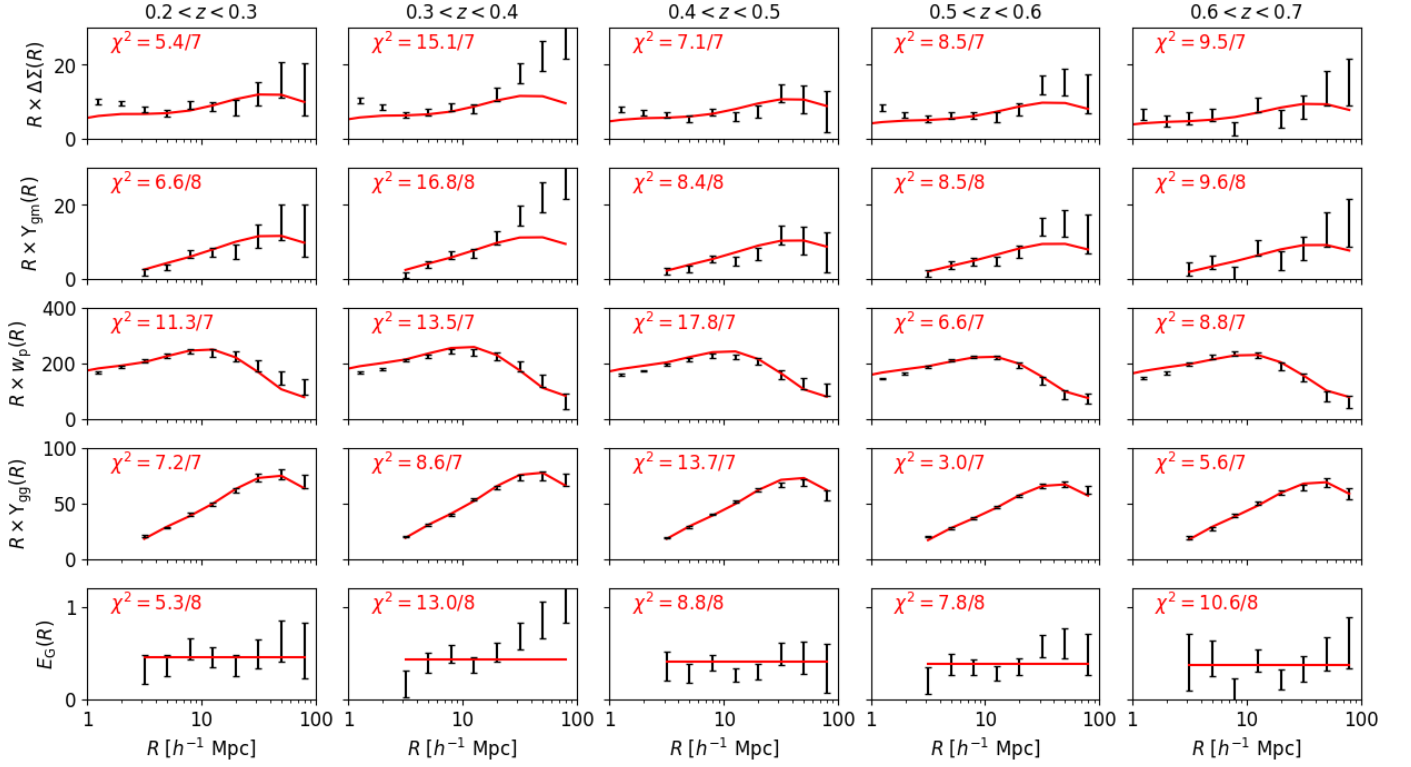 0.2 < z < 0.3
0.3 < z < 0.4
0.4 < z < 0.5
0.5 < z < 0.6
0.6 < z < 0.7
R × ΔΣ(R)
20
0
χ² = 5.4/7
χ² = 15.1/7
χ² = 7.1/7
χ² = 8.5/7
χ² = 9.5/7
R × Υgm(R)
20
0
χ² = 6.6/8
χ² = 16.8/8
χ² = 8.4/8
χ² = 8.5/8
χ² = 9.6/8
R × wp(R)
400
200
0
χ² = 11.3/7
χ² = 13.5/7
χ² = 17.8/7
χ² = 6.6/7
χ² = 8.8/7
R × Υgg(R)
100
50
0
χ² = 7.2/7
χ² = 8.6/7
χ² = 13.7/7
χ² = 3.0/7
χ² = 5.6/7
EG(R)
1
0
χ² = 5.3/8
χ² = 13.0/8
χ² = 8.8/8
χ² = 7.8/8
χ² = 10.6/8
1 10 100
1 10 100
1 10 100
1 10 100
1 10 100
R [h⁻¹ Mpc]
R [h⁻¹ Mpc]
R [h⁻¹ Mpc]
R [h⁻¹ Mpc]
R [h⁻¹ Mpc]